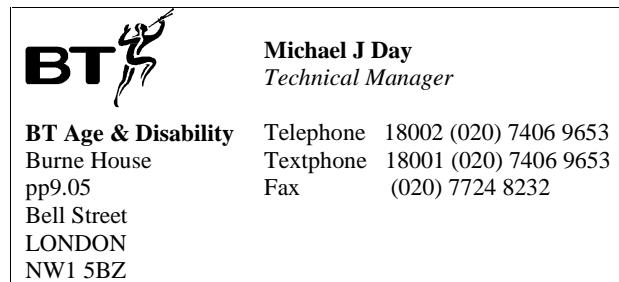 BT
Michael J Day
Technical Manager
BT Age & Disability
Burne House
pp9.05
Bell Street
LONDON
NW1 5BZ
Telephone 18002 (020) 7406 9653
Textphone 18001 (020) 7406 9653
Fax (020) 7724 8232